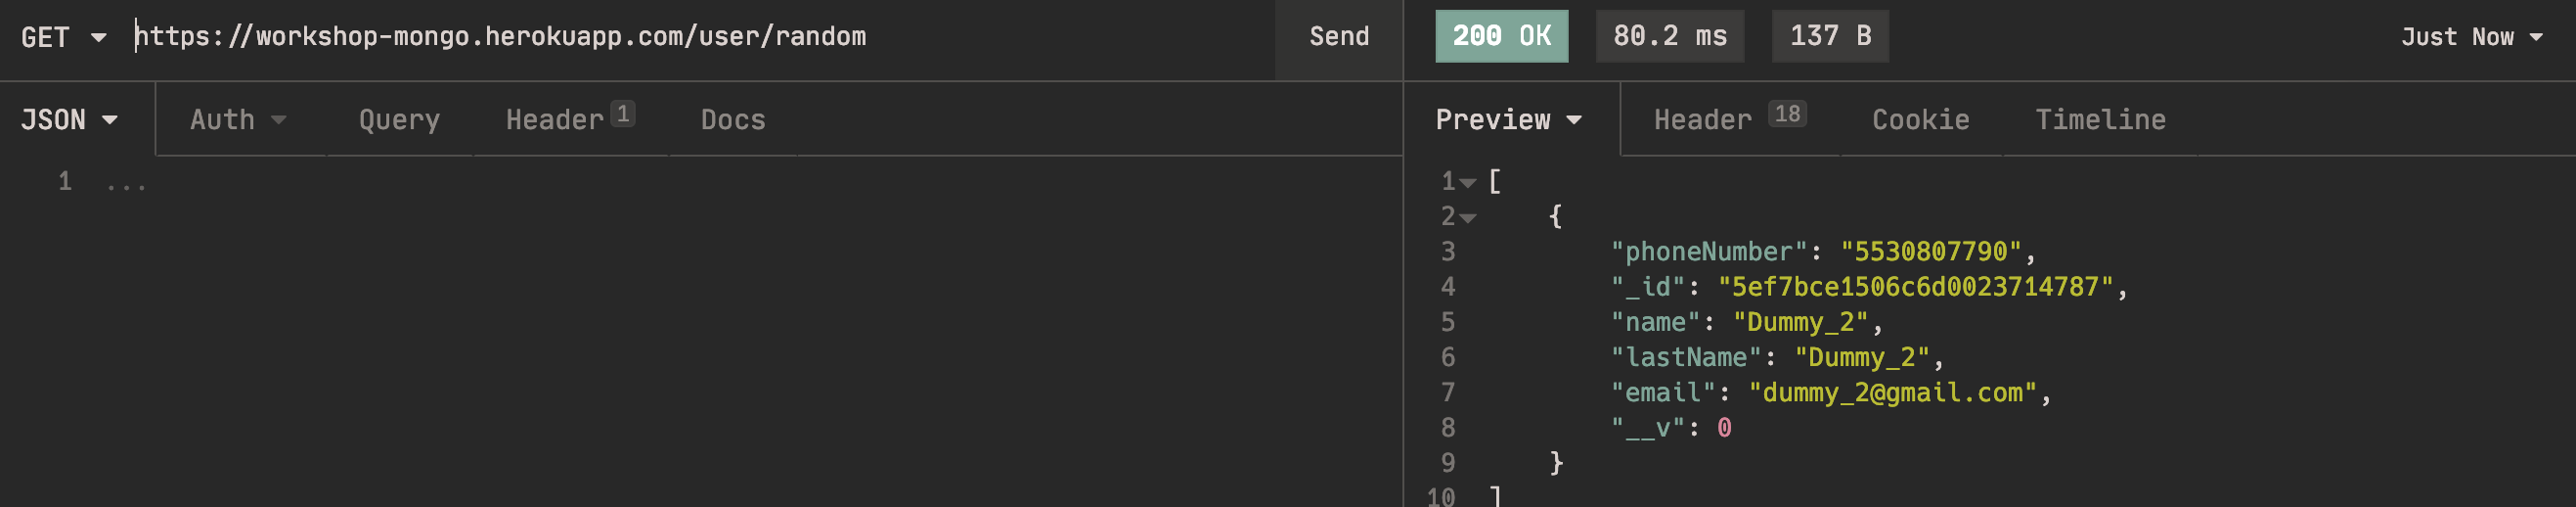 GET https://workshop-mongo.herokuapp.com/user/random Send
200 OK 80.2 ms 137 B Just Now
JSON Auth Query Header 1 Docs
Preview Header 18 Cookie Timeline
1 ...
1 [
2 {
3 "phoneNumber": "5530807790",
4 "_id": "5ef7bce1506c6d0023714787",
5 "name": "Dummy_2",
6 "lastName": "Dummy_2",
7 "email": "dummy_2@gmail.com",
8 "__v": 0
9 }
10 ]